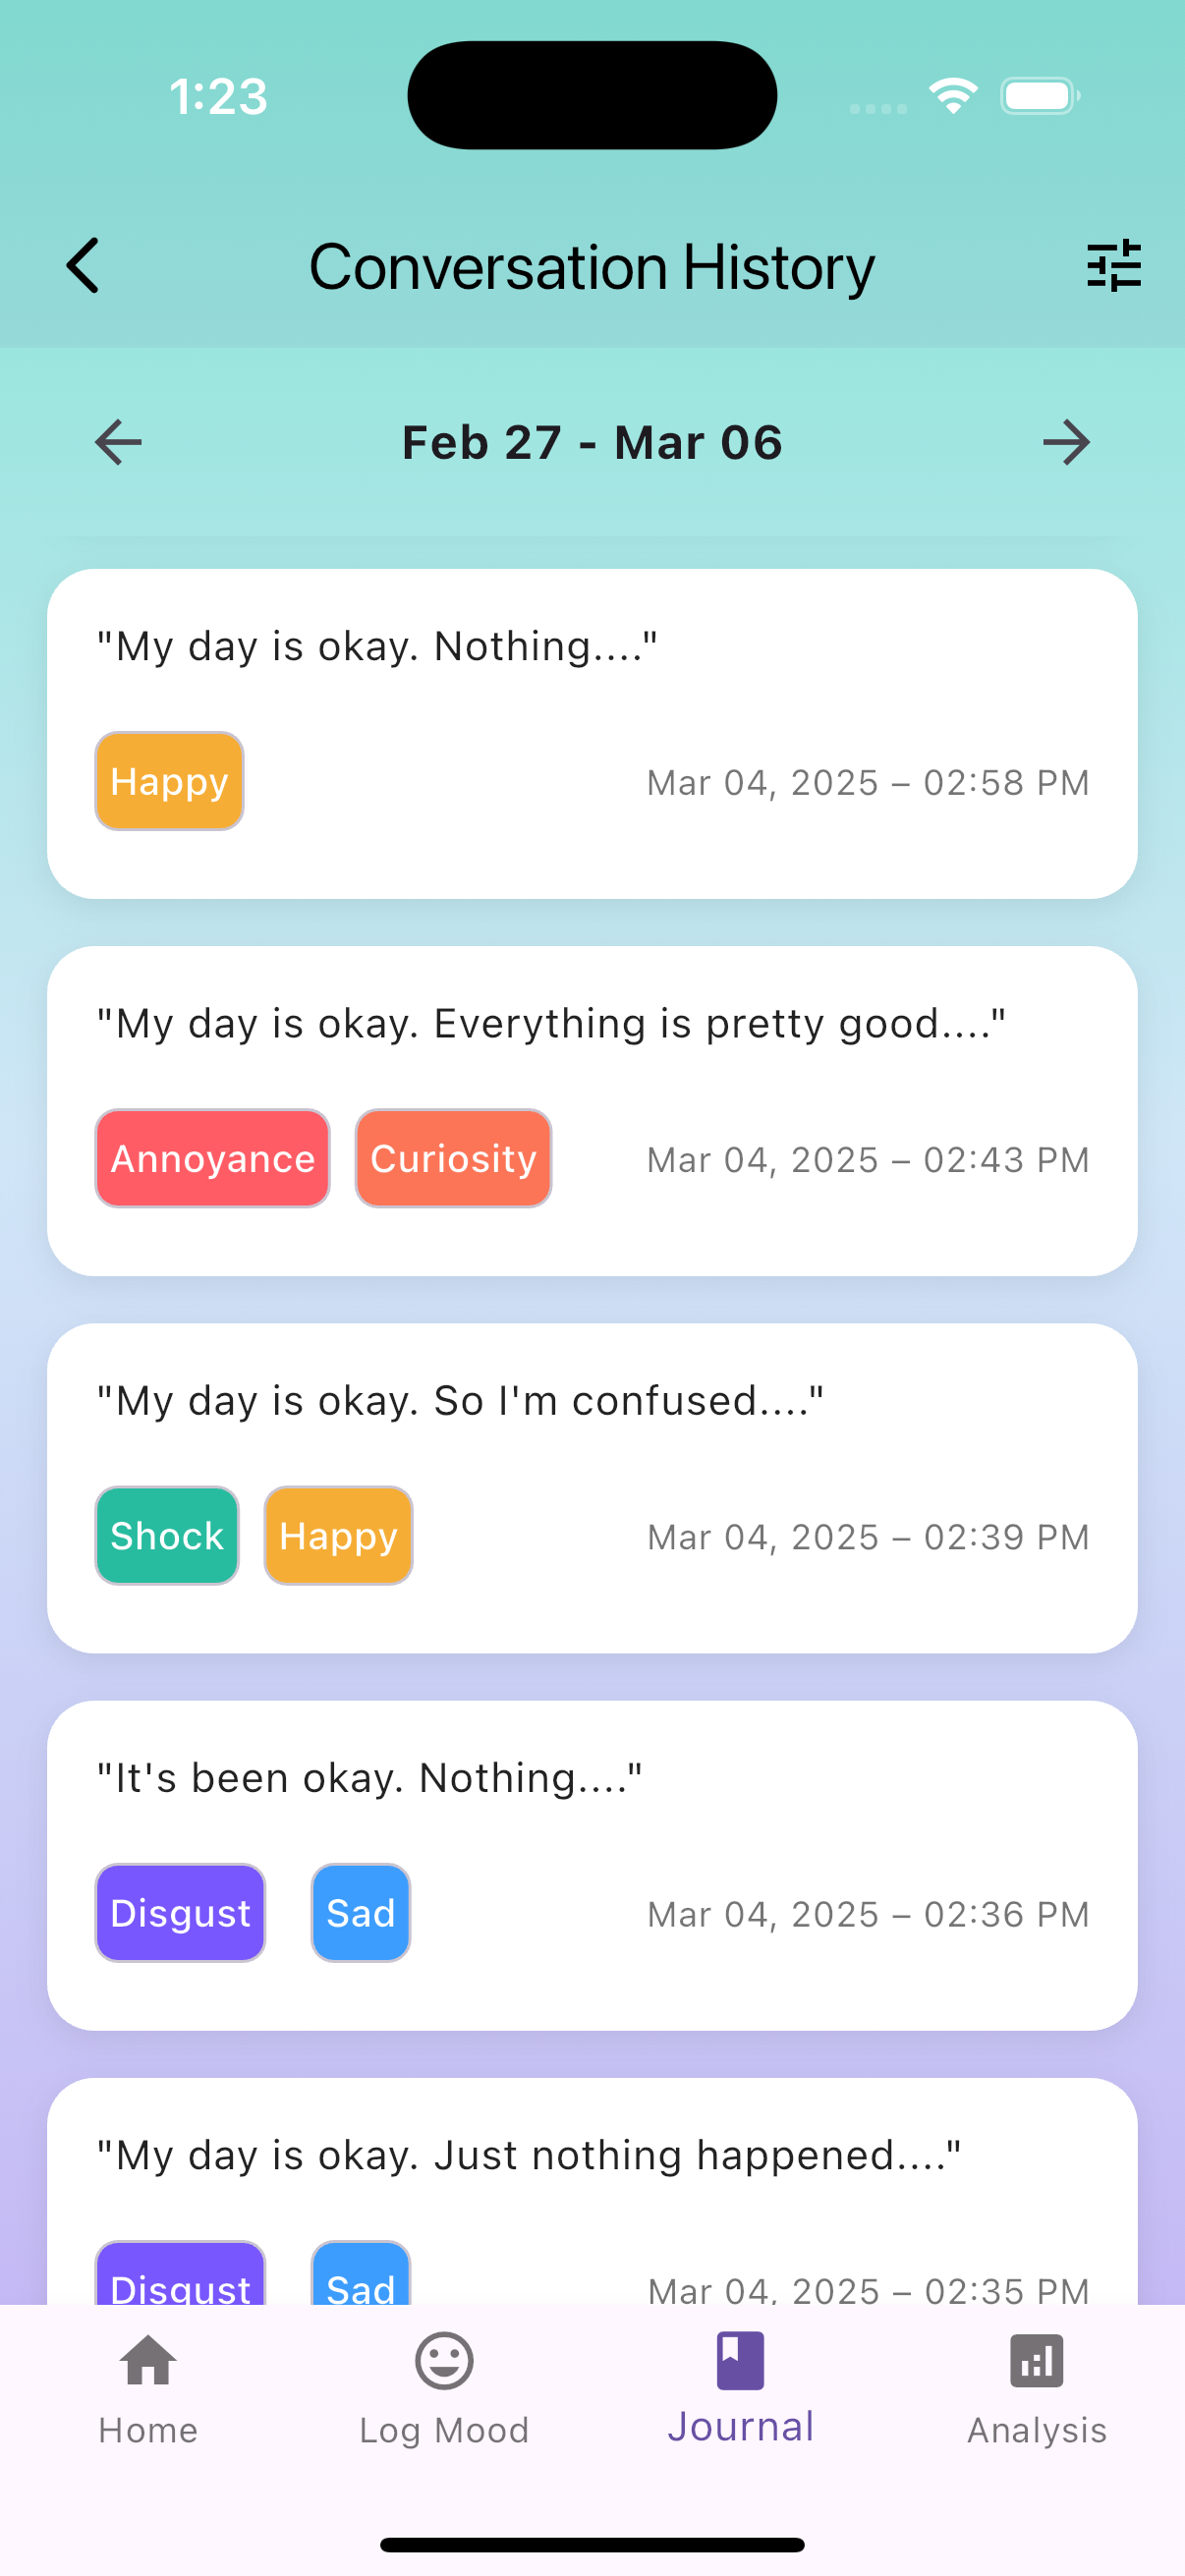 1:23
Conversation History
Feb 27 - Mar 06
"My day is okay. Nothing...."
Happy
Mar 04, 2025 – 02:58 PM
"My day is okay. Everything is pretty good...."
Annoyance Curiosity
Mar 04, 2025 – 02:43 PM
"My day is okay. So I'm confused...."
Shock Happy
Mar 04, 2025 – 02:39 PM
"It's been okay. Nothing...."
Disgust Sad
Mar 04, 2025 – 02:36 PM
"My day is okay. Just nothing happened...."
Disgust Sad
Mar 04, 2025 – 02:35 PM
Home Log Mood Journal Analysis